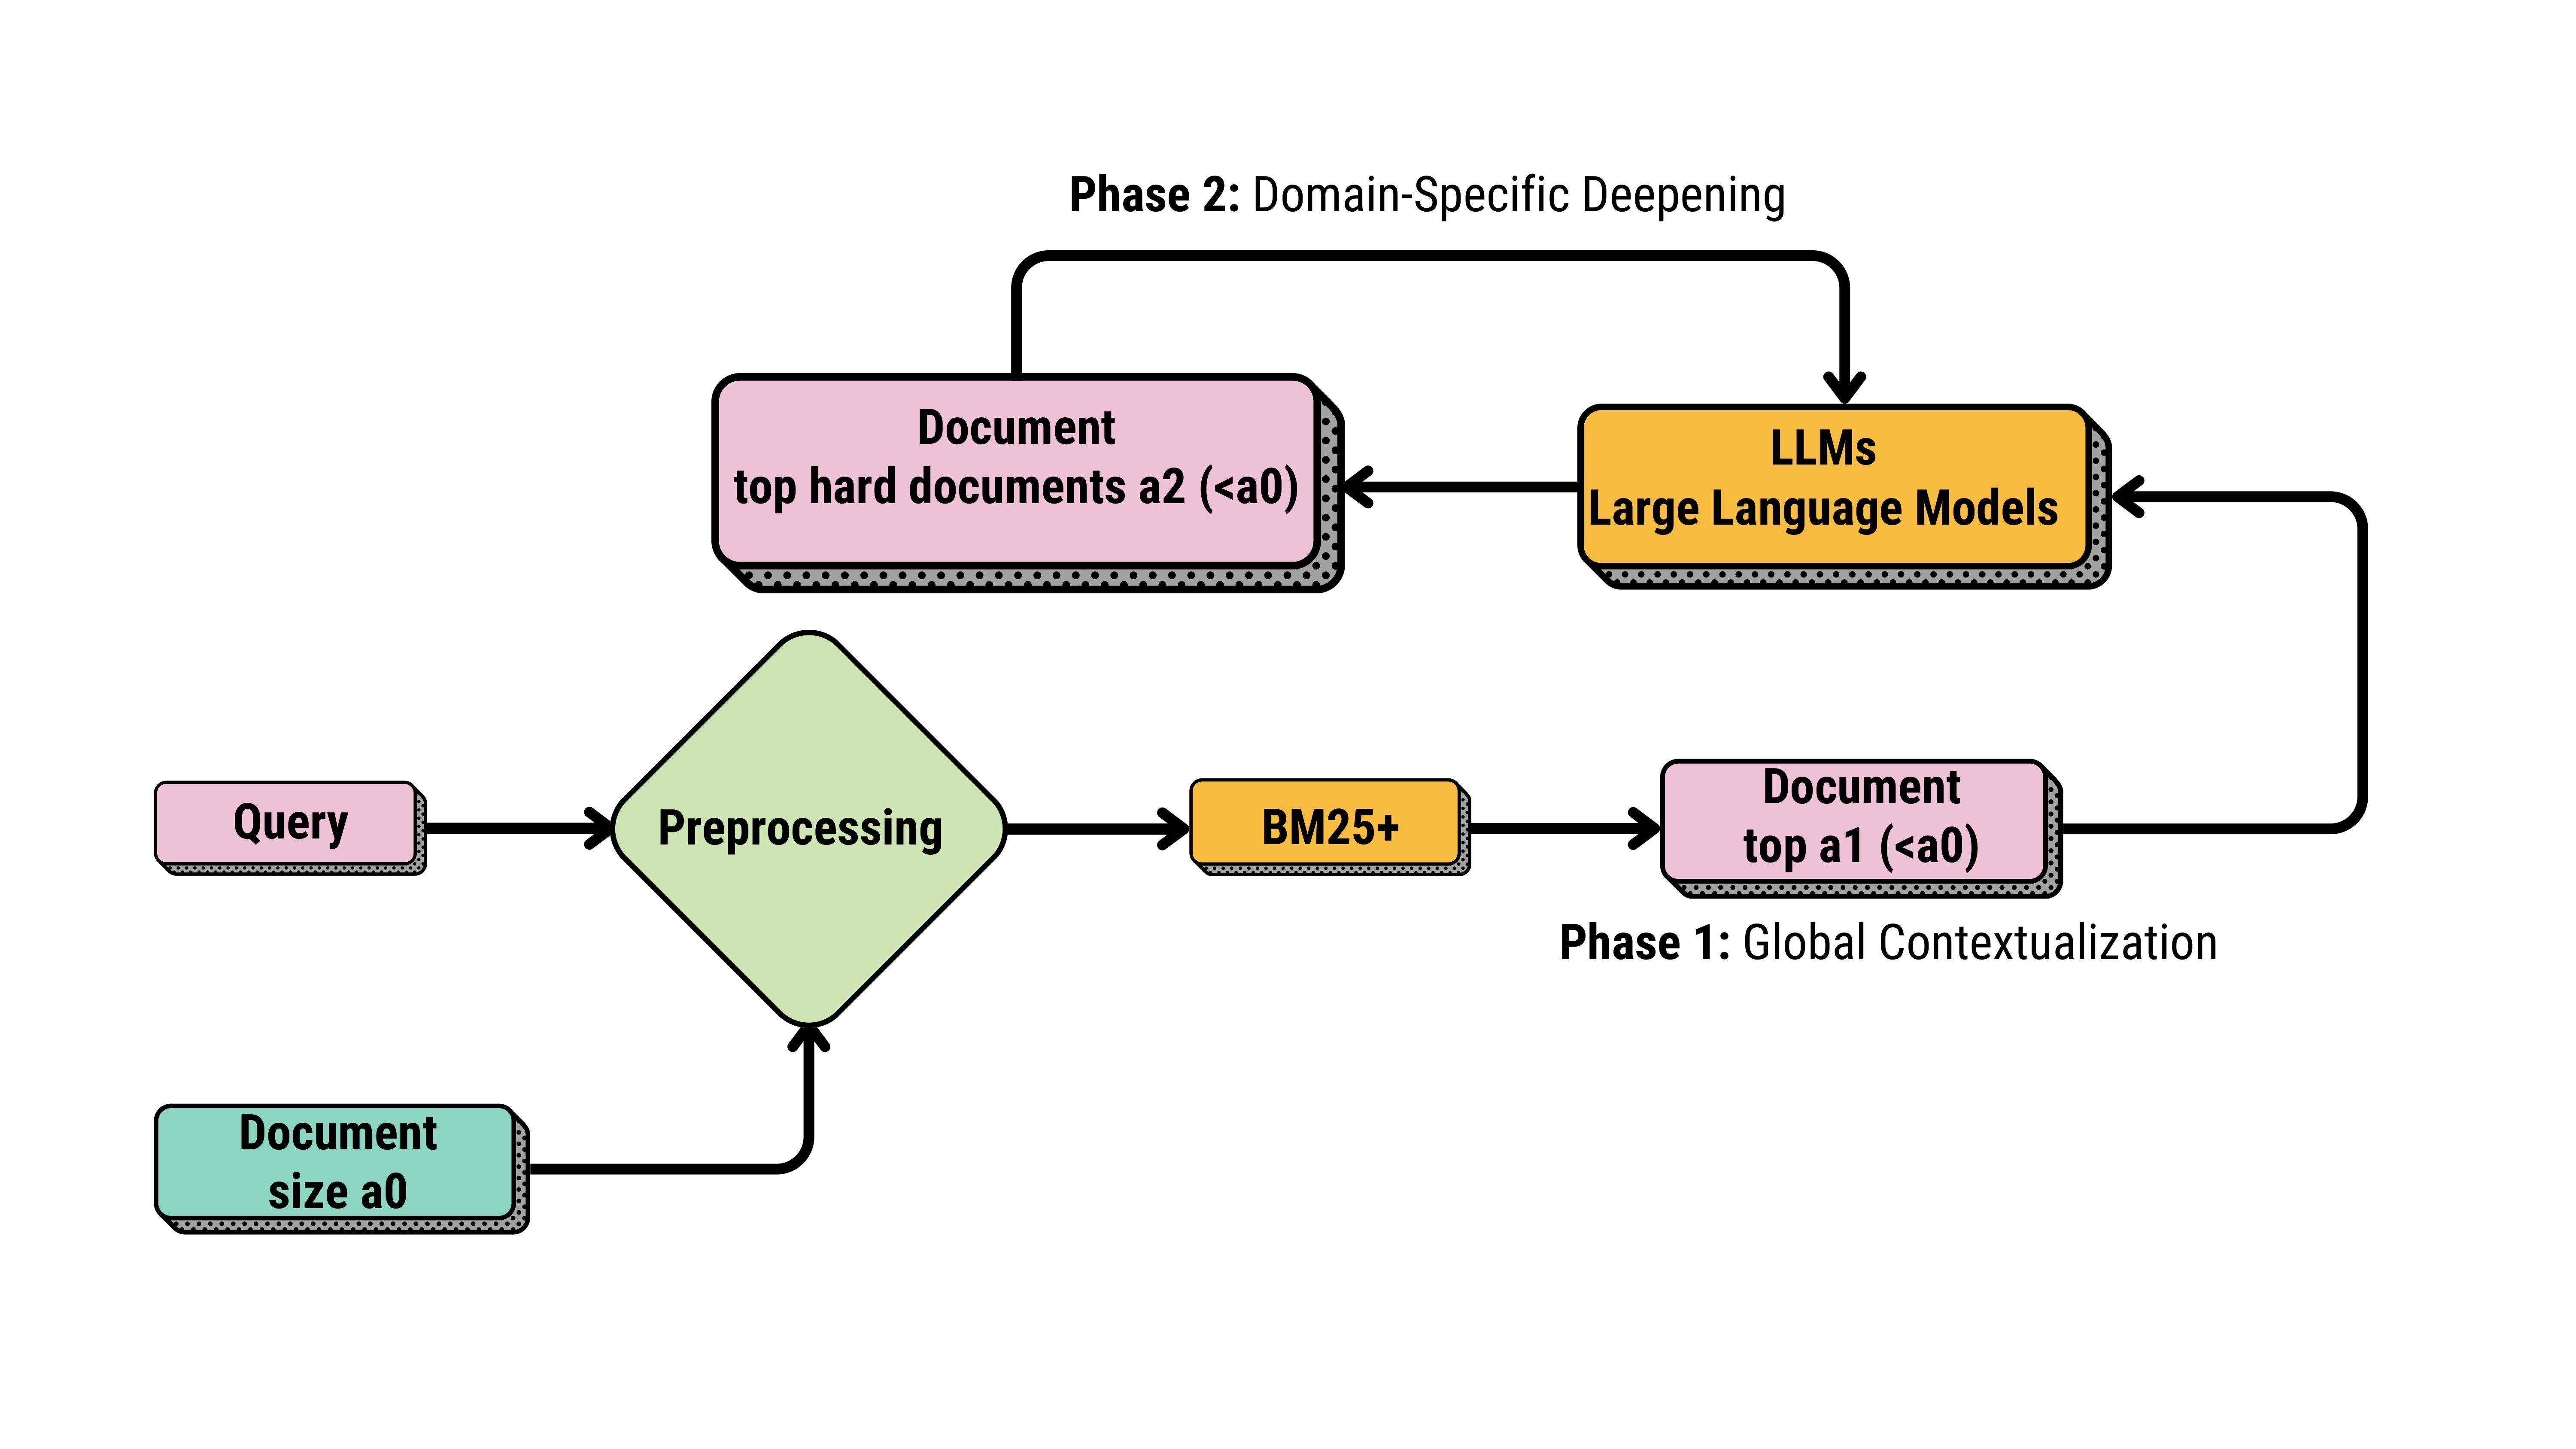 Phase 2: Domain-Specific Deepening
Document
top hard documents a2 (<a0)
LLMs
Large Language Models
Query
Preprocessing
BM25+
Document
top a1 (<a0)
Phase 1: Global Contextualization
Document
size a0